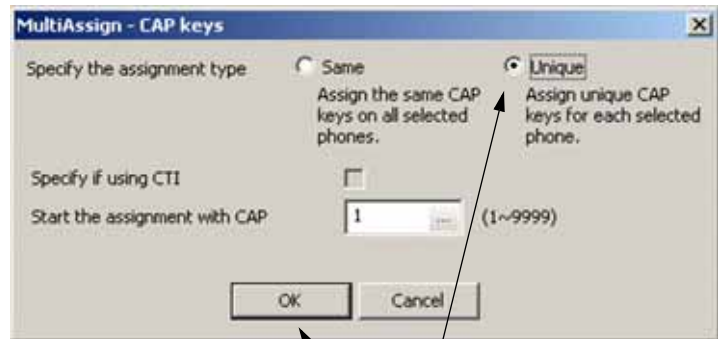 MultiAssign - CAP keys
Specify the assignment type
Same
Unique
Assign the same CAP
keys on all selected
phones.
Assign unique CAP
keys for each selected
phone.
Specify if using CTI
Start the assignment with CAP
1
...
(1~9999)
OK
Cancel